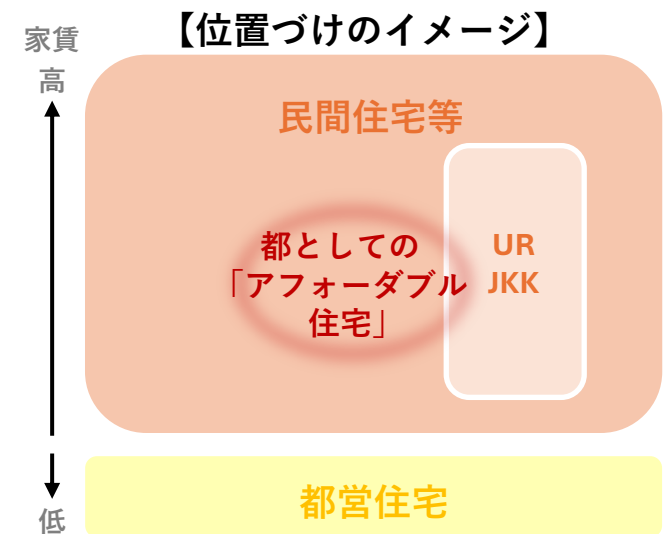 【位置づけのイメージ】
家賃
高
民間住宅等
都としての
「アフォーダブル
住宅」
UR
JKK
低
都営住宅